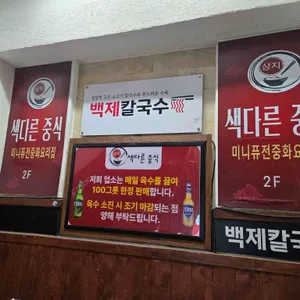 색다른 중식
미니퓨전중화요리집
2F
백제칼국수
색다른 중식
저희 업소는 매일 육수를 끓여
100그릇 한정 판매합니다.
육수 소진 시 조기 마감되는 점
양해 부탁드립니다.
상지
색다른 중식
미니퓨전중화요리집
2F
백제칼국